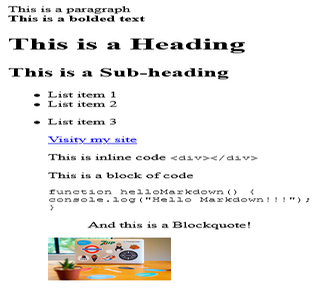 This is a paragraph
This is a bolded text
This is a Heading
This is a Sub-heading
List item 1
List item 2
List item 3
Visity my site
This is inline code <div></div>
This is a block of code
function helloMarkdown() {
console.log("Hello Markdown!!!");
}
And this is a Blockquote!